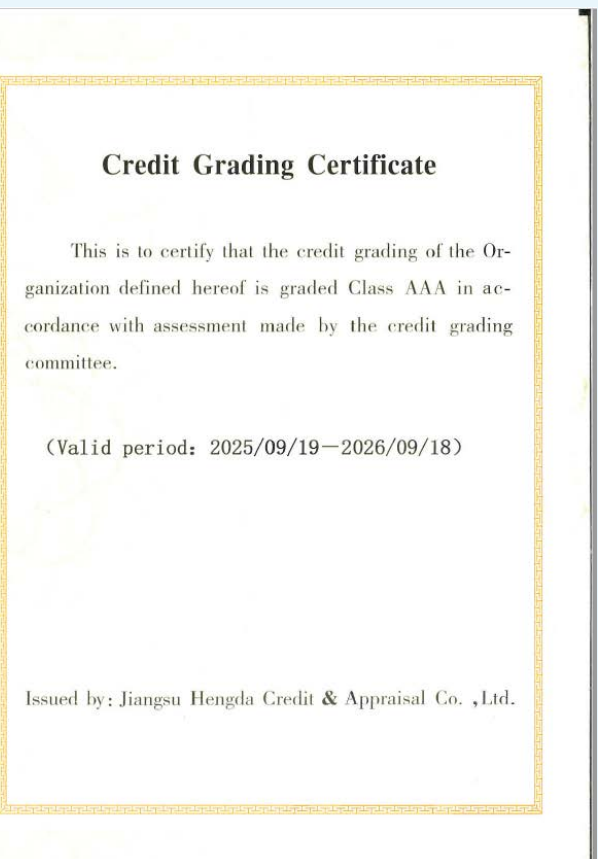 Credit Grading Certificate
This is to certify that the credit grading of the Or-
ganization defined hereof is graded Class AAA in ac-
cordance with assessment made by the credit grading
committee.
(Valid period: 2025/09/19—2026/09/18)
Issued by: Jiangsu Hengda Credit & Appraisal Co. ,Ltd.